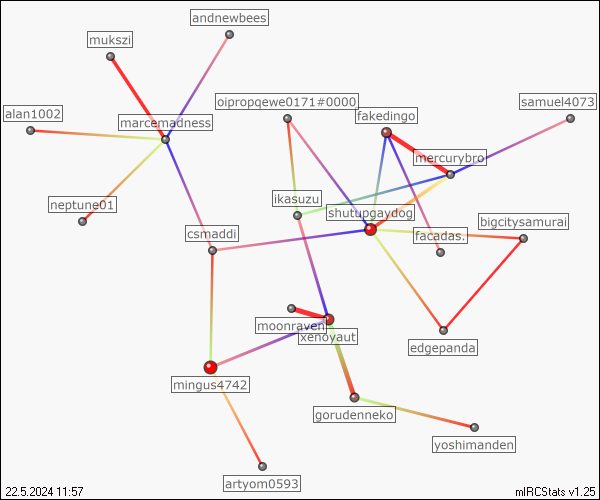 andnewbees
mukszi
alan1002
marcemadness
oipropqewe0171#0000
fakedingo
samuel4073
mercurybro
neptune01
ikasuzu
shutupgaydog
bigcitysamurai
csmaddi
facadas.
moonraven
xenoyaut
edgepanda
mingus4742
gorudenneko
yoshimanden
artyom0593
22.5.2024 11:57
mIRCStats v1.25